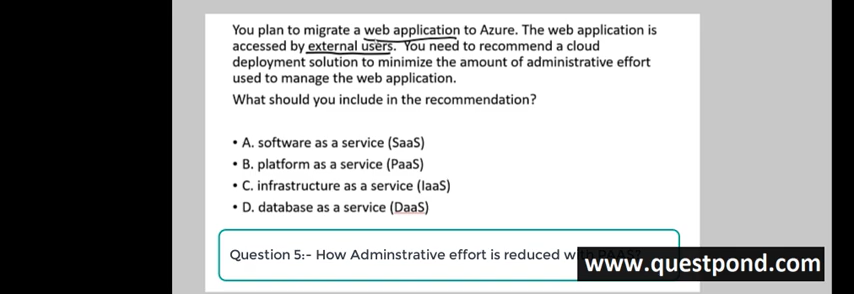 You plan to migrate a web application to Azure. The web application is
accessed by external users. You need to recommend a cloud
deployment solution to minimize the amount of administrative effort
used to manage the web application.
What should you include in the recommendation?
• A. software as a service (SaaS)
• B. platform as a service (PaaS)
• C. infrastructure as a service (IaaS)
• D. database as a service (DaaS)
Question 5:- How Adminstrative effort is reduced
www.questpond.com